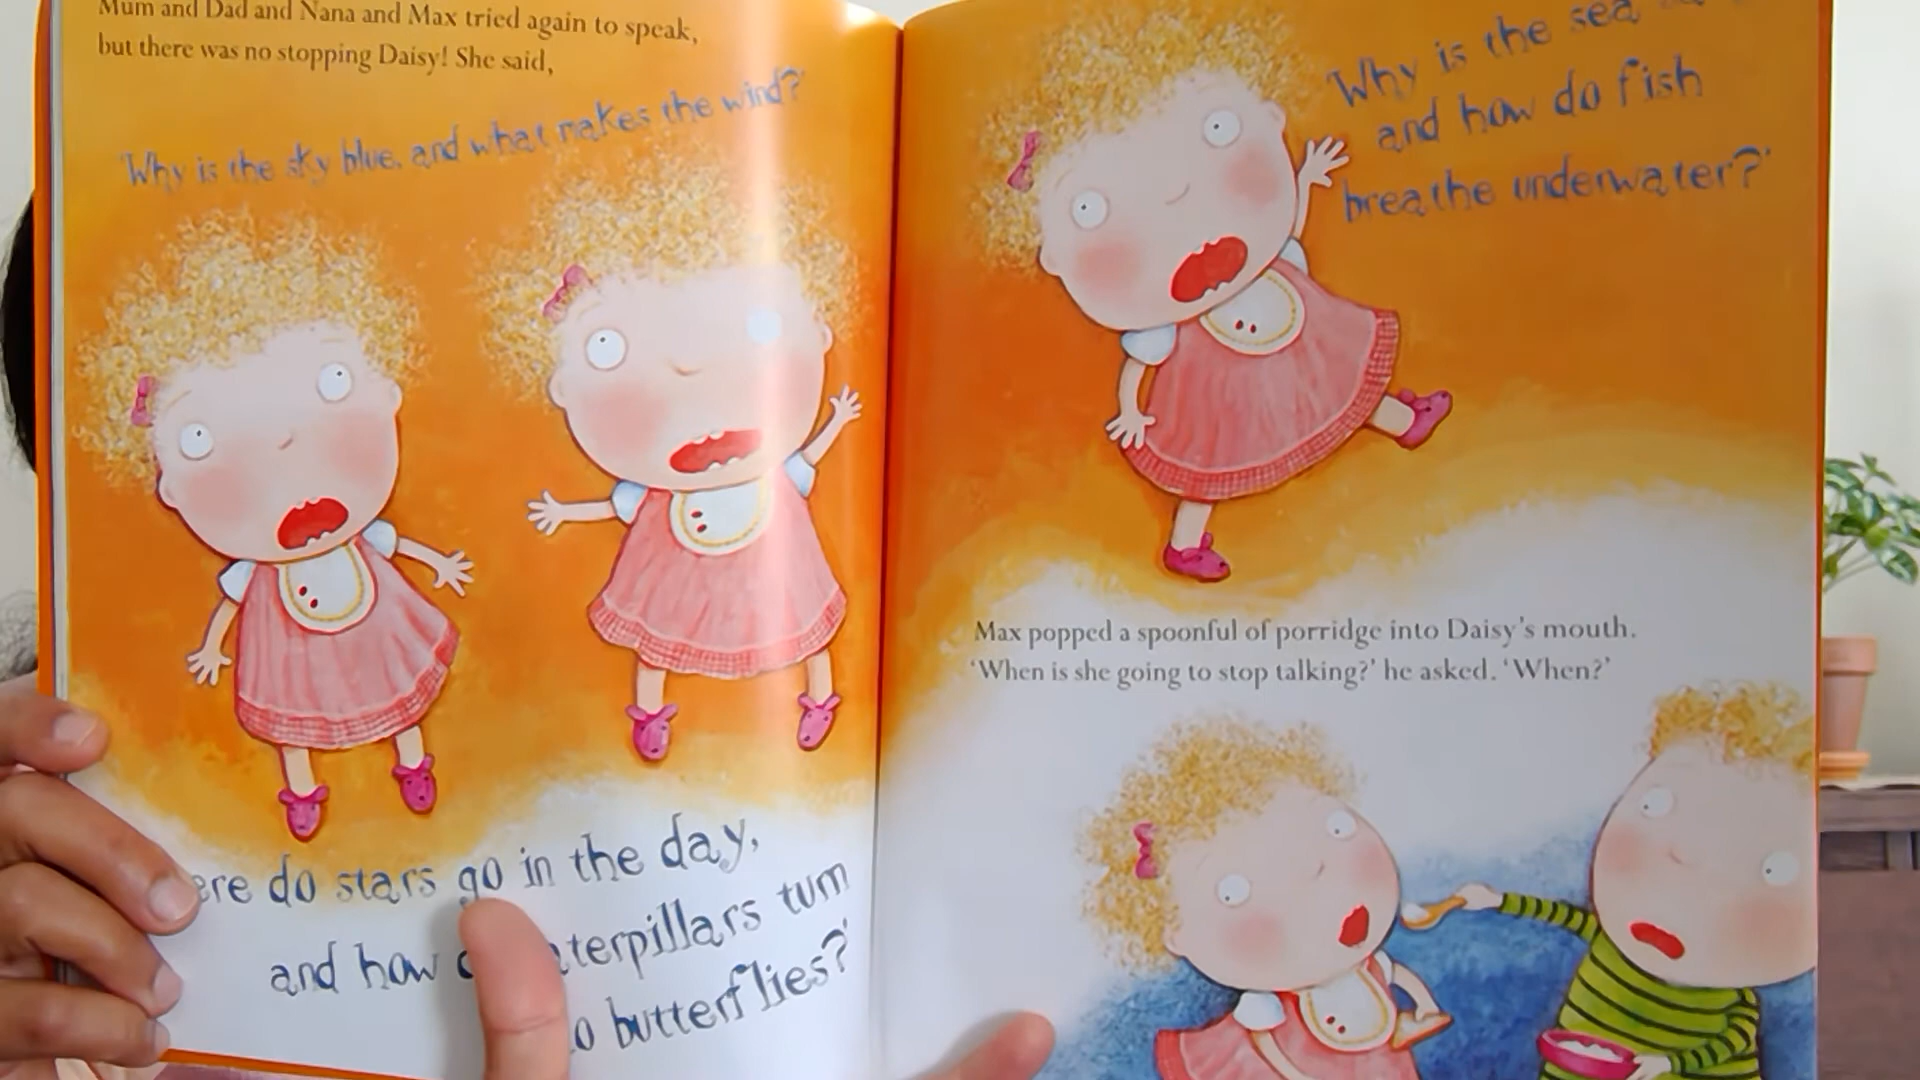 Mum and Dad and Nana and Max tried again to speak,
but there was no stopping Daisy! She said,
'Why is the sky blue, and what makes the wind?
ere do stars go in the day,
and how aterpillars turn
o butterflies?'
'Why is the sea
and how do fish
breathe underwater?'
Max popped a spoonful of porridge into Daisy's mouth.
'When is she going to stop talking?' he asked. 'When?'